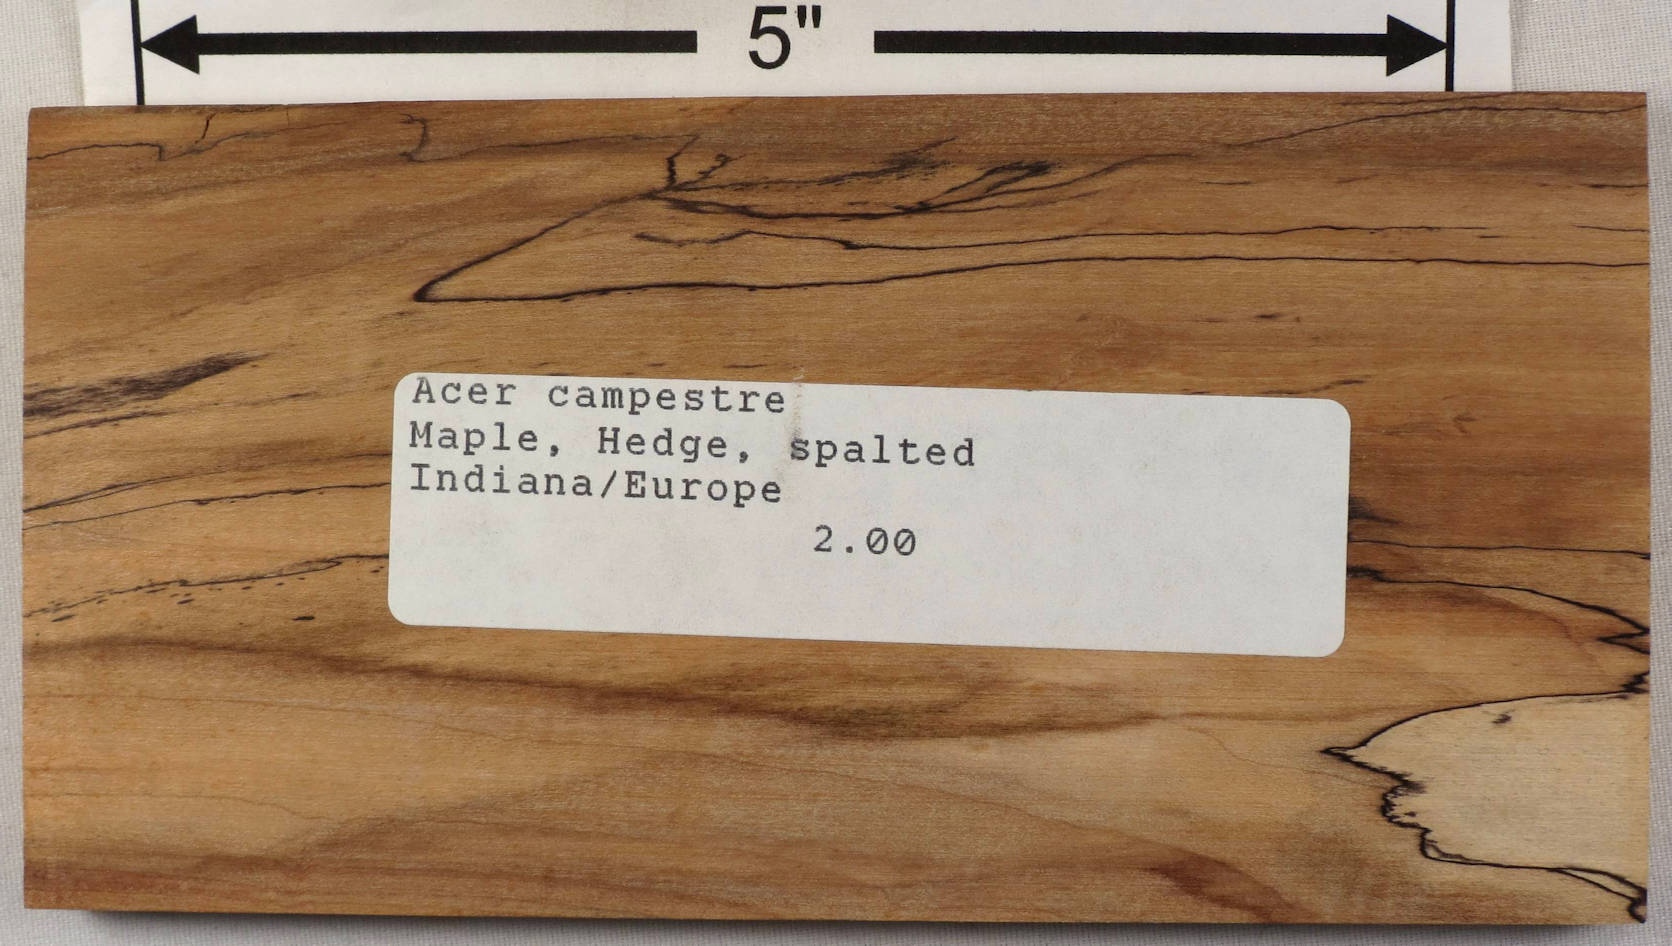 5"
Acer campestre
Maple, Hedge, spalted
Indiana/Europe
2.00